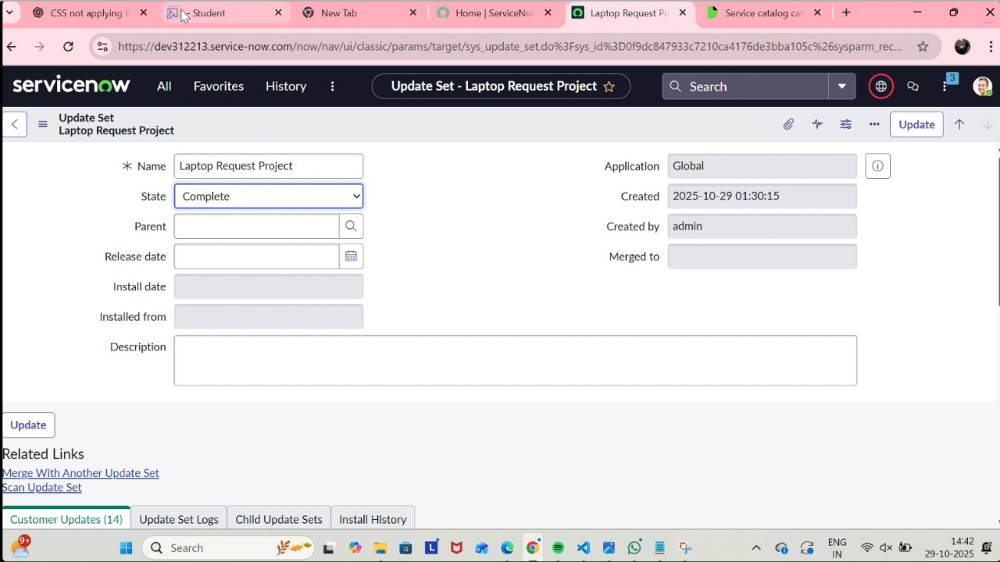 CSS not applying fi
Student
New Tab
Home | ServiceNow
Laptop Request Pr
Service catalog cat
https://dev312213.service-now.com/now/nav/ui/classic/params/target/sys_update_set.do%3Fsys_id%3D0f9dc847933c7210ca4176de3bba105c%26sysparm_rec...
servicenow
All
Favorites
History
Update Set - Laptop Request Project
Search
3
Update Set
Laptop Request Project
Update
Name
Laptop Request Project
Application
Global
State
Complete
Created
2025-10-29 01:30:15
Parent
Created by
admin
Release date
Merged to
Install date
Installed from
Description
Update
Related Links
Merge With Another Update Set
Scan Update Set
Customer Updates (14)
Update Set Logs
Child Update Sets
Install History
9+
Search
ENG
IN
14:42
29-10-2025